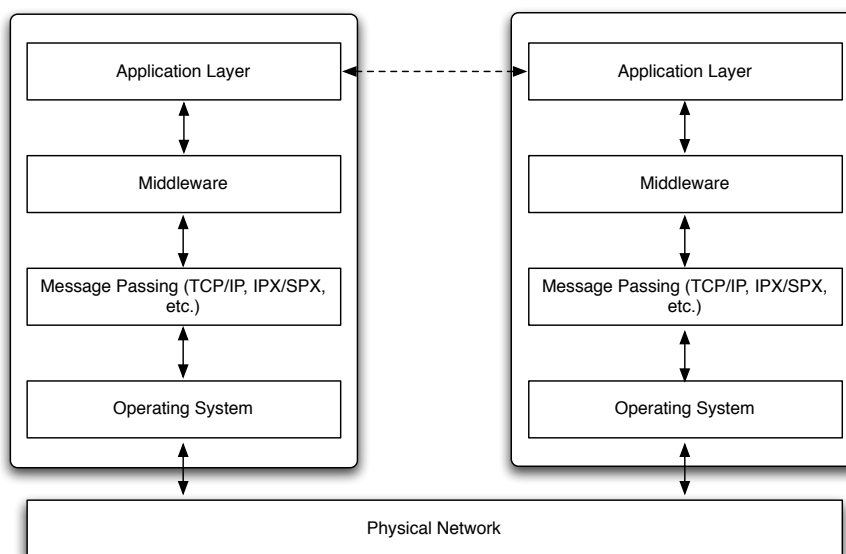 Application Layer
Application Layer
Middleware
Middleware
Message Passing (TCP/IP, IPX/SPX,
etc.)
Message Passing (TCP/IP, IPX/SPX,
etc.)
Operating System
Operating System
Physical Network